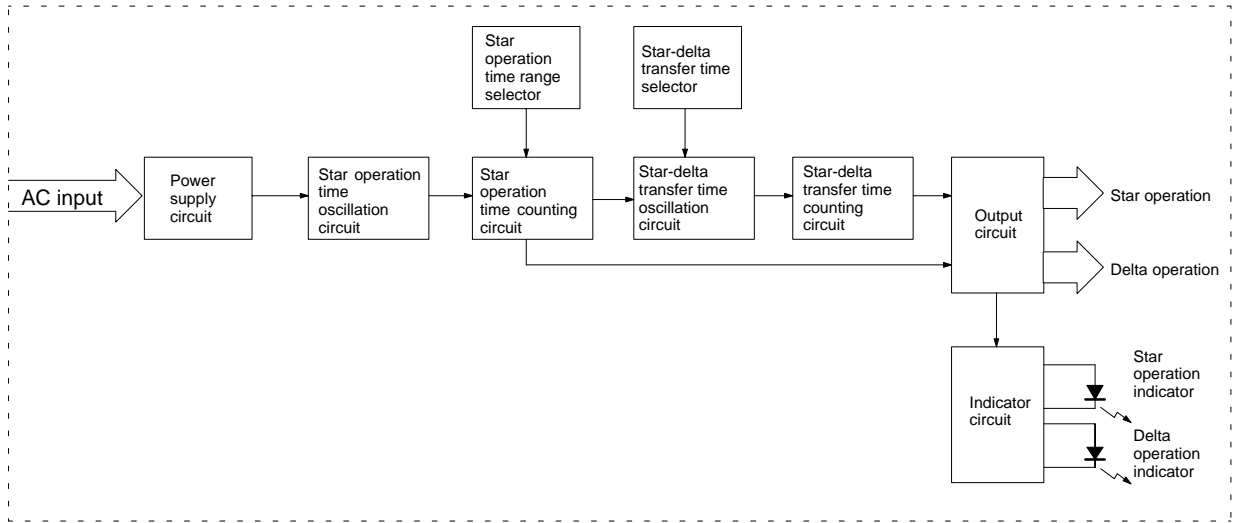 Star
operation
time range
selector
Star-delta
transfer time
selector
AC input
Power
supply
circuit
Star operation
time
oscillation
circuit
Star
operation
time counting
circuit
Star-delta
transfer time
oscillation
circuit
Star-delta
transfer time
counting
circuit
Output
circuit
Star operation
Delta operation
Indicator
circuit
Star
operation
indicator
Delta
operation
indicator